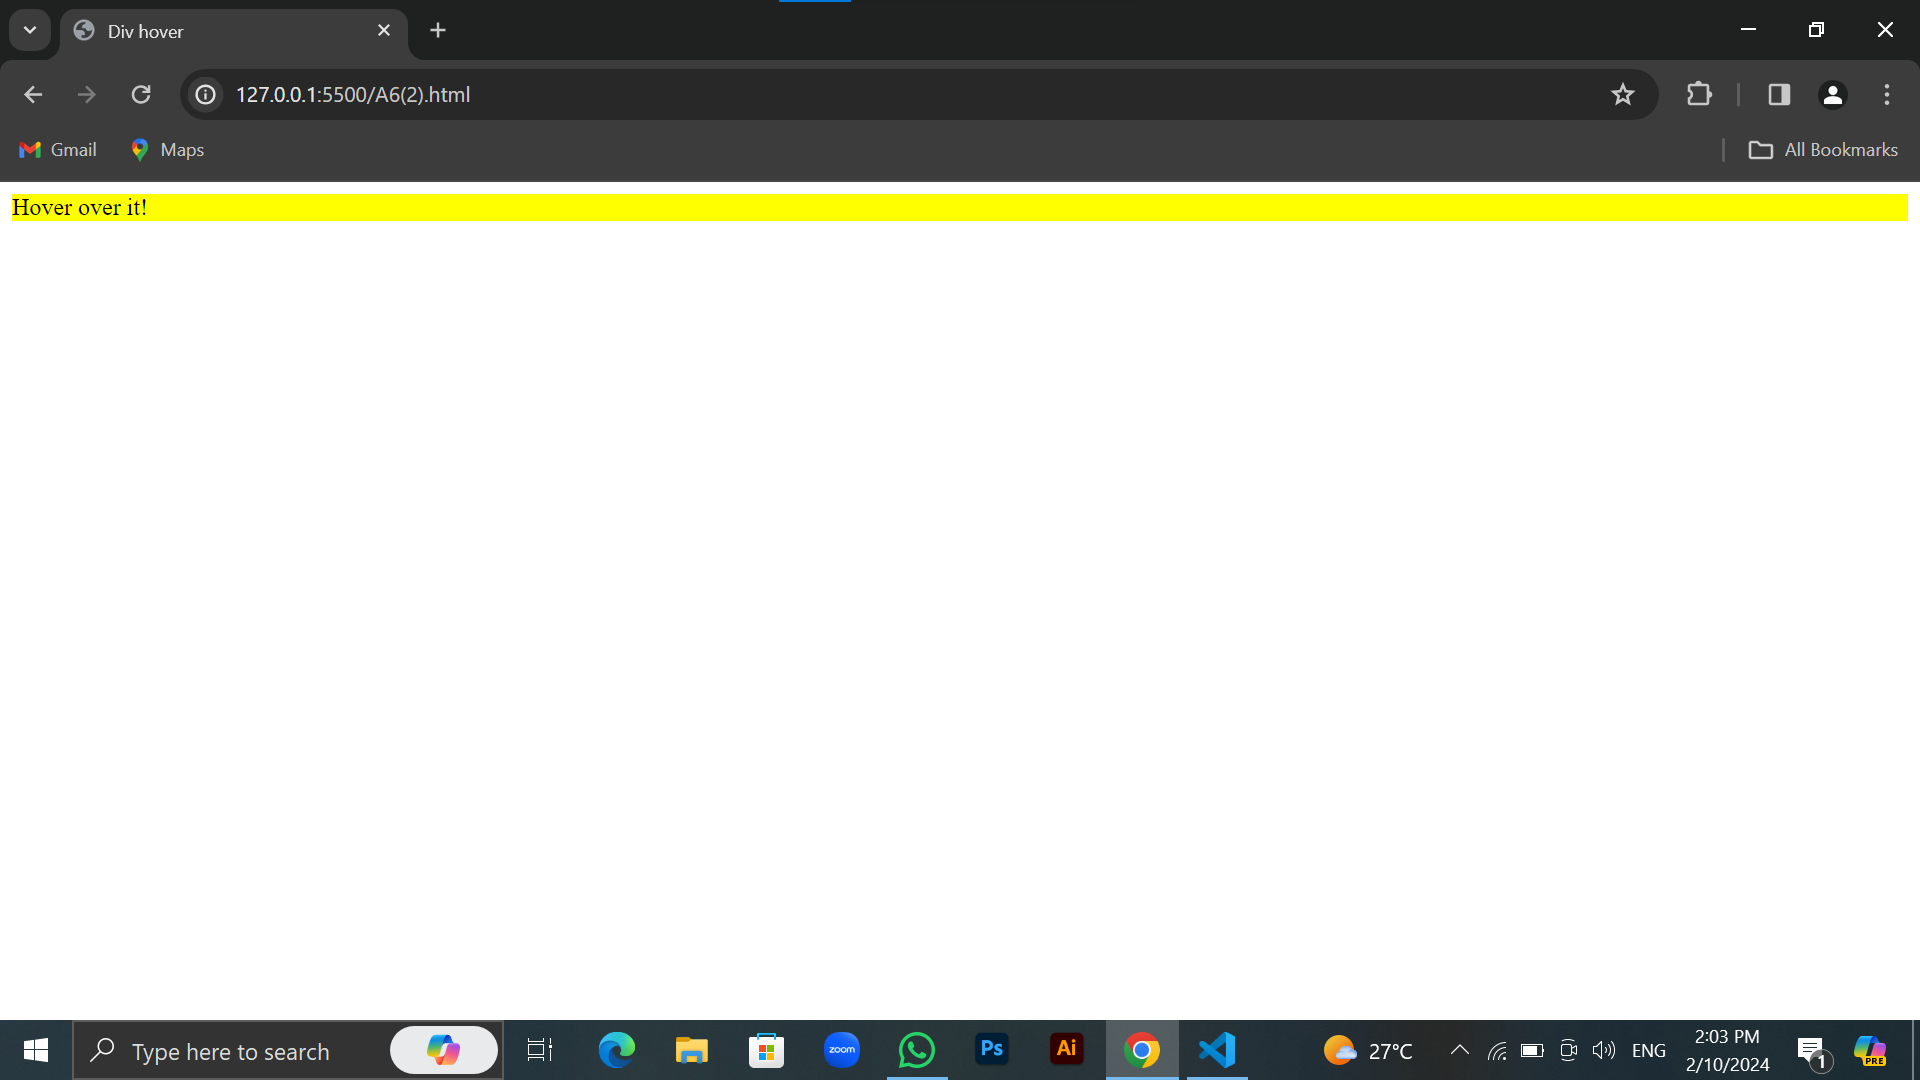 Div hover
127.0.0.1:5500/A6(2).html
Gmail
Maps
All Bookmarks
Hover over it!
Type here to search
zoom
Ps
Ai
27°C
ENG
2:03 PM
2/10/2024
1
PRE